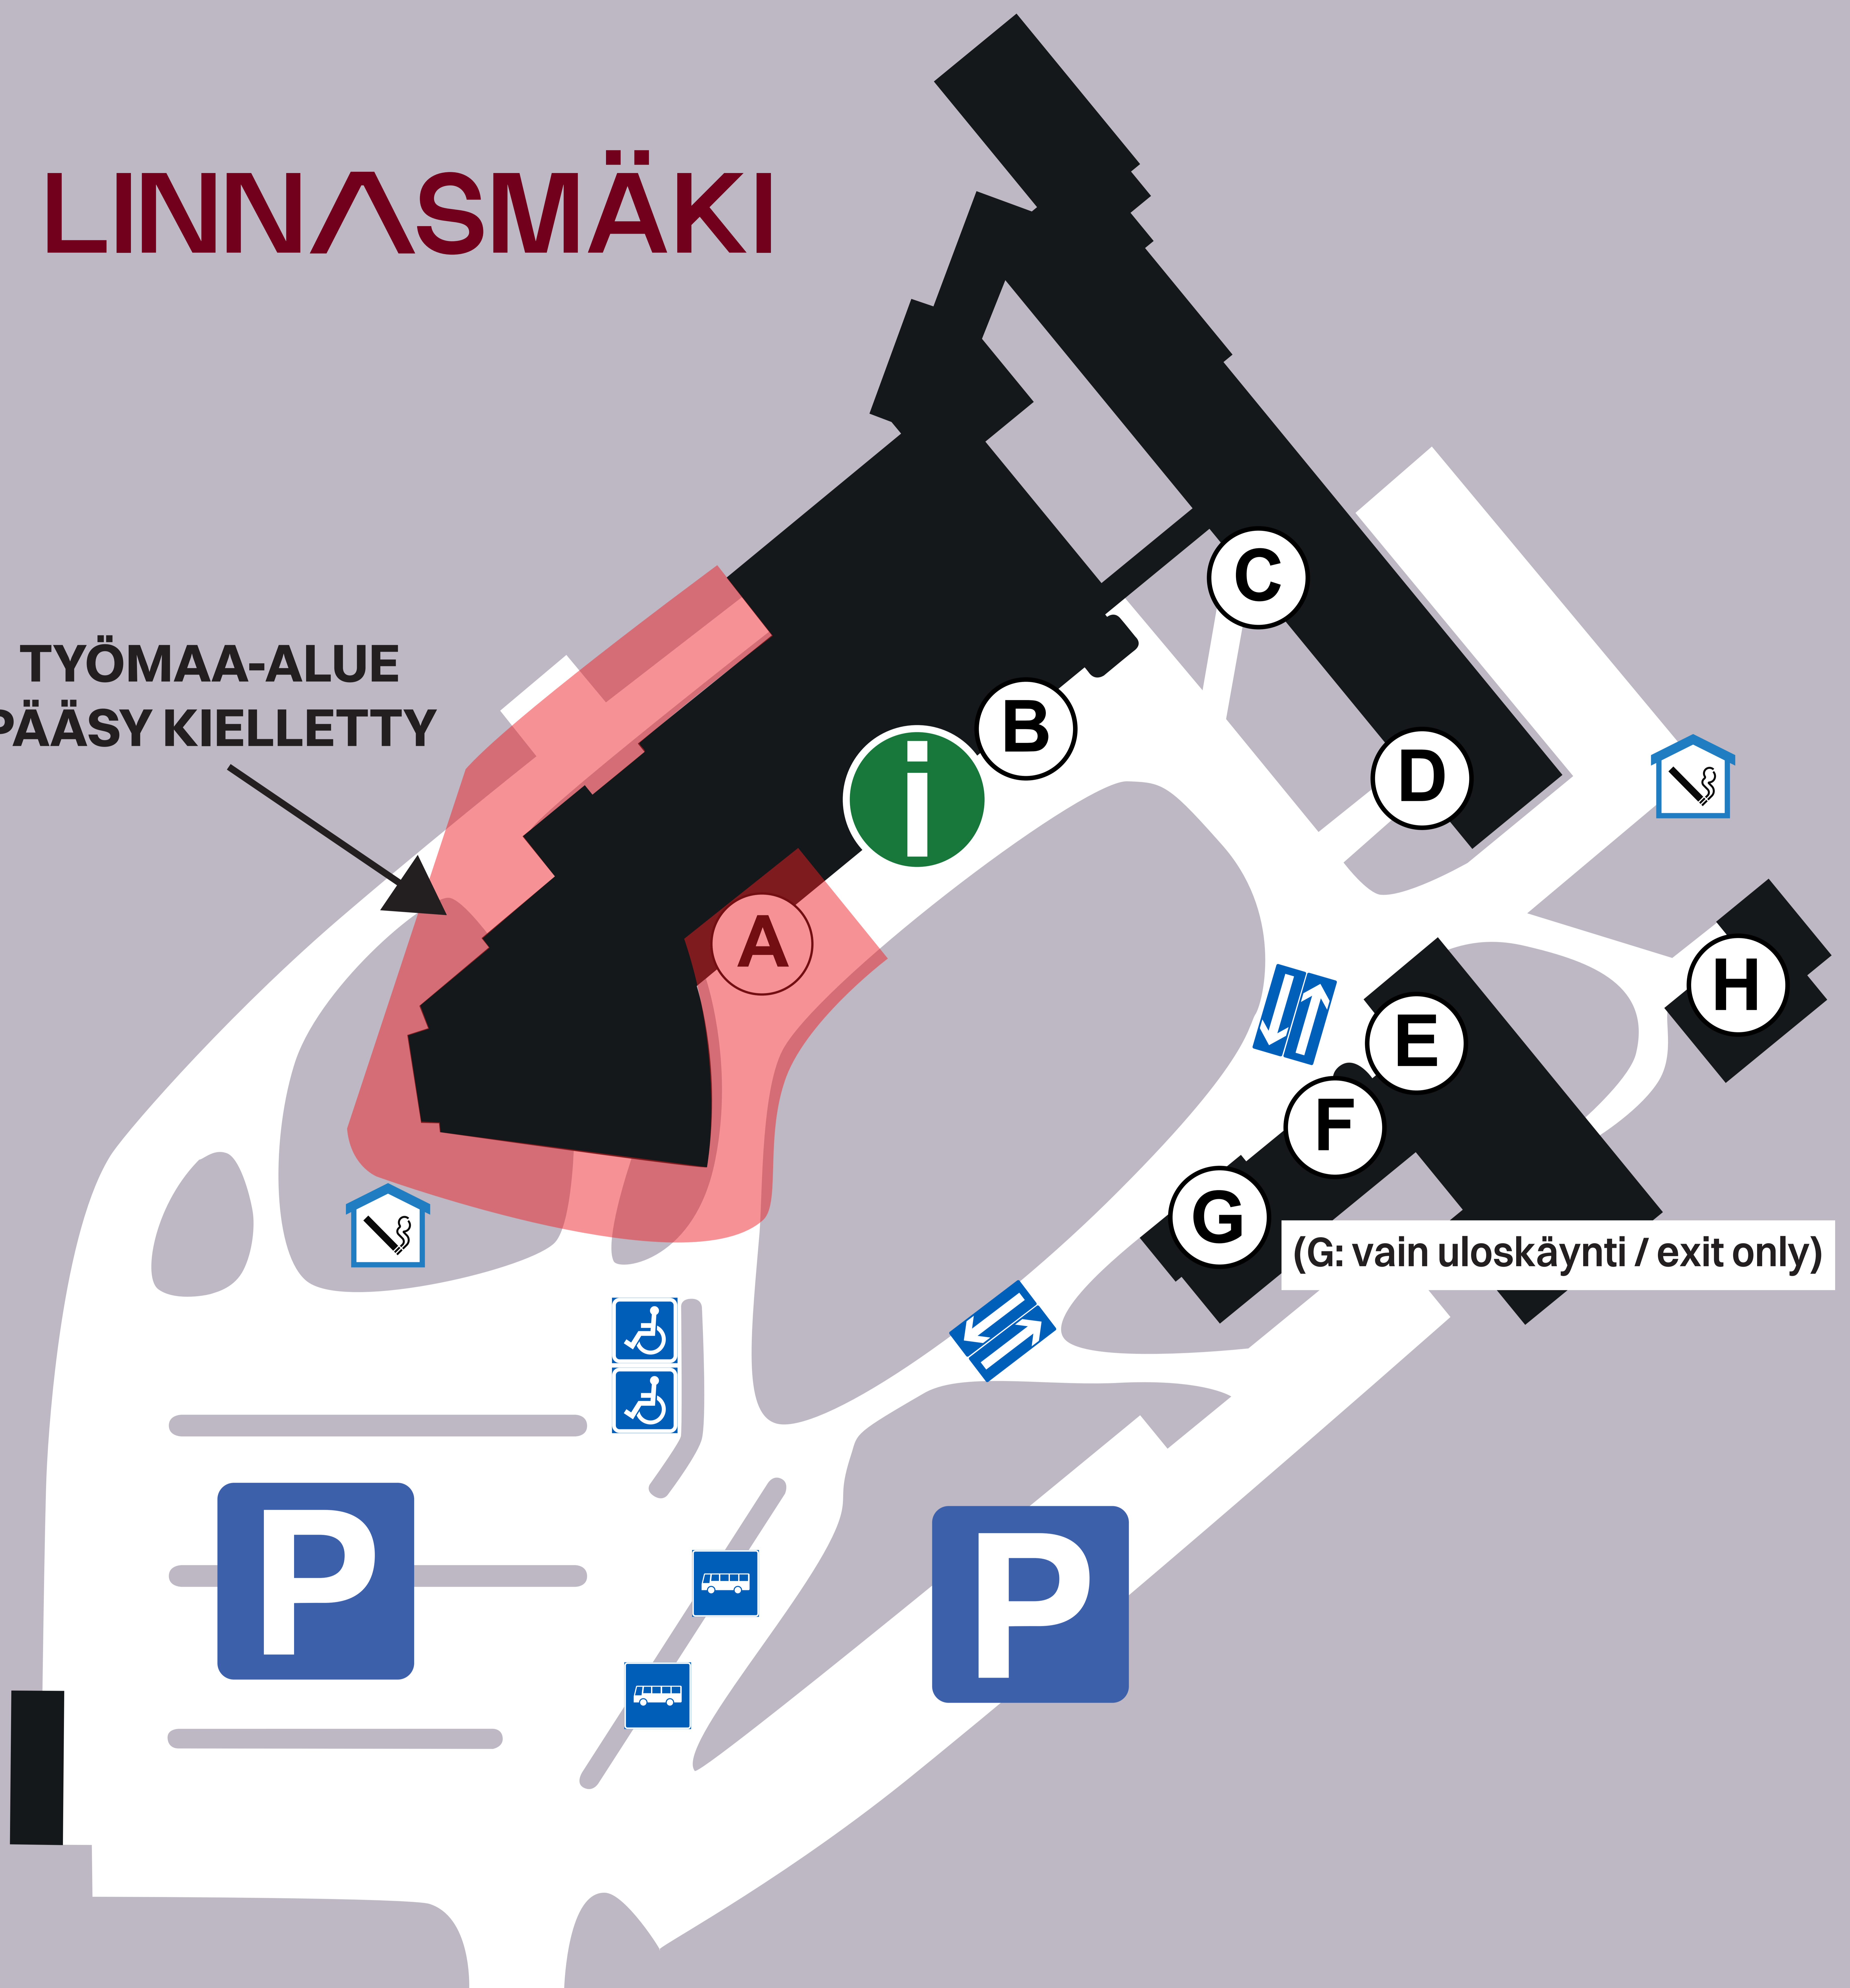 LINNASMÄKI
TYÖMAA-ALUE
PÄÄSY KIELLETTY
C
B
D
i
A
H
E
F
G
(G: vain uloskäynti / exit only)
P
P